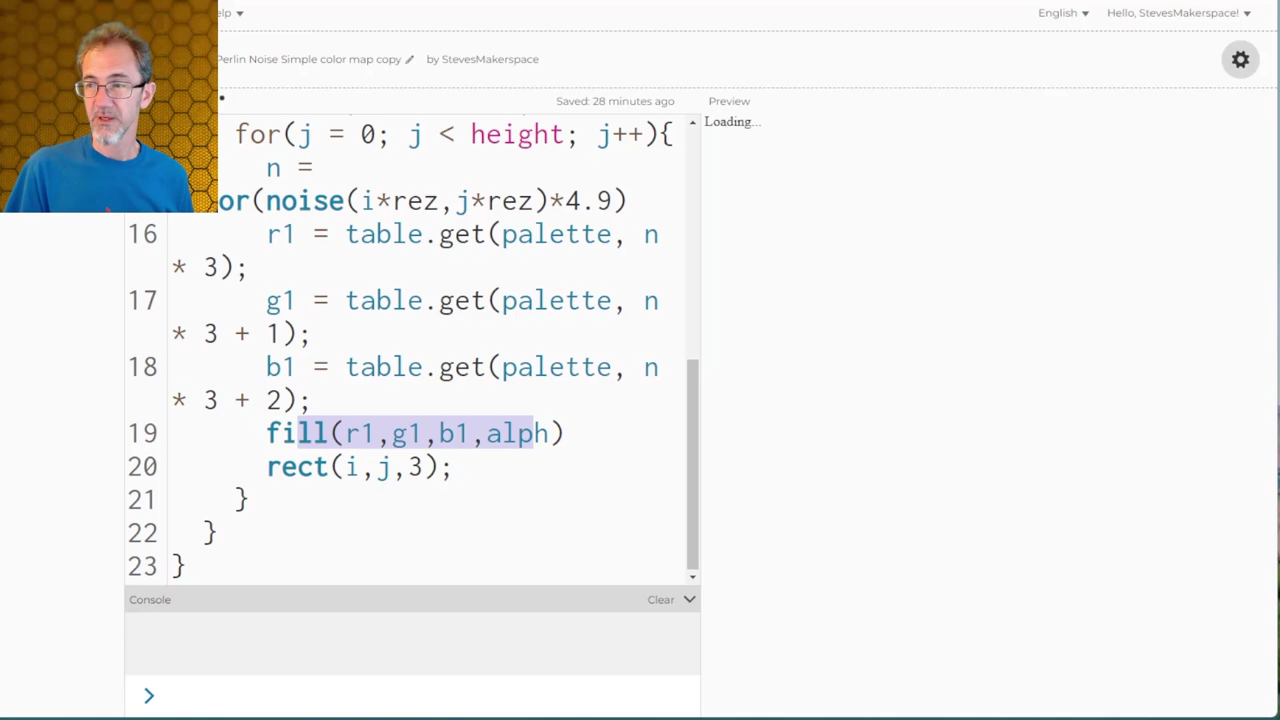 elp
English
Hello, StevesMakerspace!
Perlin Noise Simple color map copy by StevesMakerspace
Saved: 28 minutes ago Preview
Loading...
for(j = 0; j < height; j++){
n =
or(noise(i*rez,j*rez)*4.9)
16 r1 = table.get(palette, n
* 3);
17 g1 = table.get(palette, n
* 3 + 1);
18 b1 = table.get(palette, n
* 3 + 2);
19 fill(r1,g1,b1,alph)
20 rect(i,j,3);
21 }
22 }
23 }
Console Clear
>